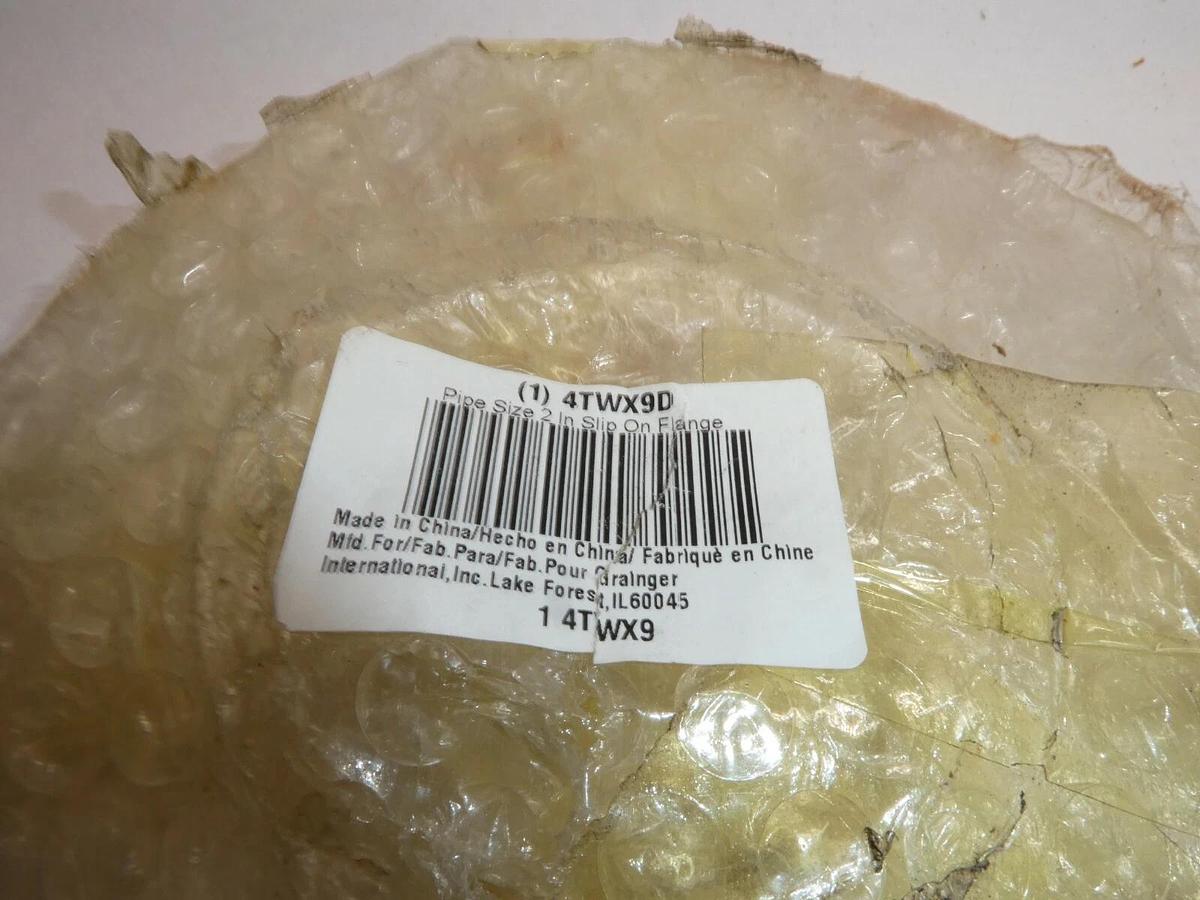 (1) 4TWX9D
Pipe Size 2 In Slip On Flange
Made in China/Hecho en China/ Fabriquè en Chine
Mfd.For/Fab.Para/Fab.Pour Grainger
International,Inc.Lake Forest,IL60045
1 4TWX9